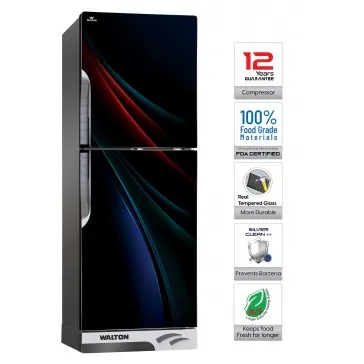 WALTON
12
Years
GUARANTEE
Compressor
100%
Food Grade
Materials
FDA CERTIFIED
Real
Tempered Glass
More Durable
SILVER
CLEAN ++
Prevents Bacteria
Keeps food
Fresh for longer